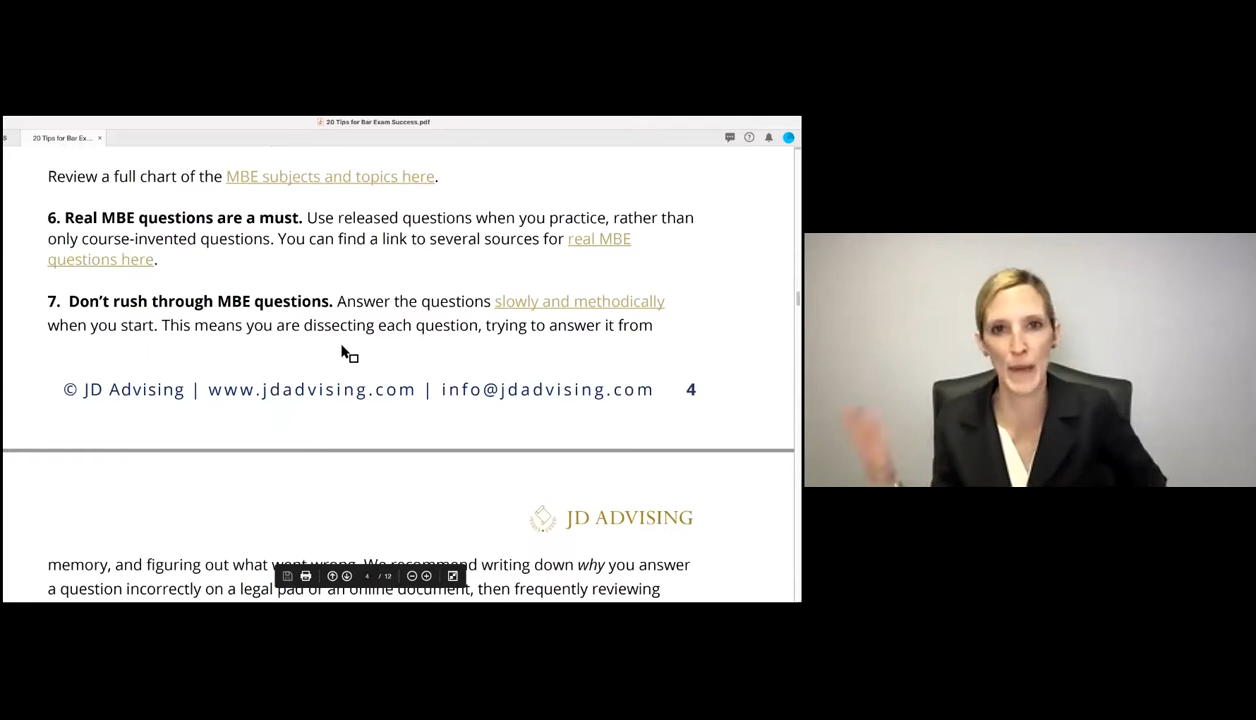 20 Tips for Bar Exam Success.pdf
20 Tips for Bar Ex... ×
Review a full chart of the MBE subjects and topics here.
6. Real MBE questions are a must. Use released questions when you practice, rather than
only course-invented questions. You can find a link to several sources for real MBE
questions here.
7. Don’t rush through MBE questions. Answer the questions slowly and methodically
when you start. This means you are dissecting each question, trying to answer it from
© JD Advising | www.jdadvising.com | info@jdadvising.com 4
JD ADVISING
memory, and figuring out what went wrong. We recommend writing down why you answer
a question incorrectly on a legal pad or an online document, then frequently reviewing
4 / 12